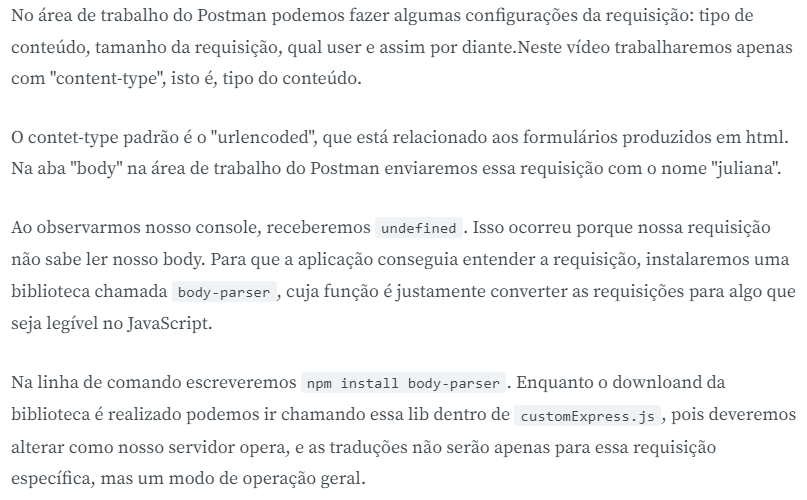 No área de trabalho do Postman podemos fazer algumas configurações da requisição: tipo de
conteúdo, tamanho da requisição, qual user e assim por diante.Neste vídeo trabalharemos apenas
com "content-type", isto é, tipo do conteúdo.
O contet-type padrão é o "urlencoded", que está relacionado aos formulários produzidos em html.
Na aba "body" na área de trabalho do Postman enviaremos essa requisição com o nome "juliana".
Ao observarmos nosso console, receberemos undefined . Isso ocorreu porque nossa requisição
não sabe ler nosso body. Para que a aplicação conseguia entender a requisição, instalaremos uma
biblioteca chamada body-parser , cuja função é justamente converter as requisições para algo que
seja legível no JavaScript.
Na linha de comando escreveremos npm install body-parser . Enquanto o downloand da
biblioteca é realizado podemos ir chamando essa lib dentro de customExpress.js , pois deveremos
alterar como nosso servidor opera, e as traduções não serão apenas para essa requisição
específica, mas um modo de operação geral.